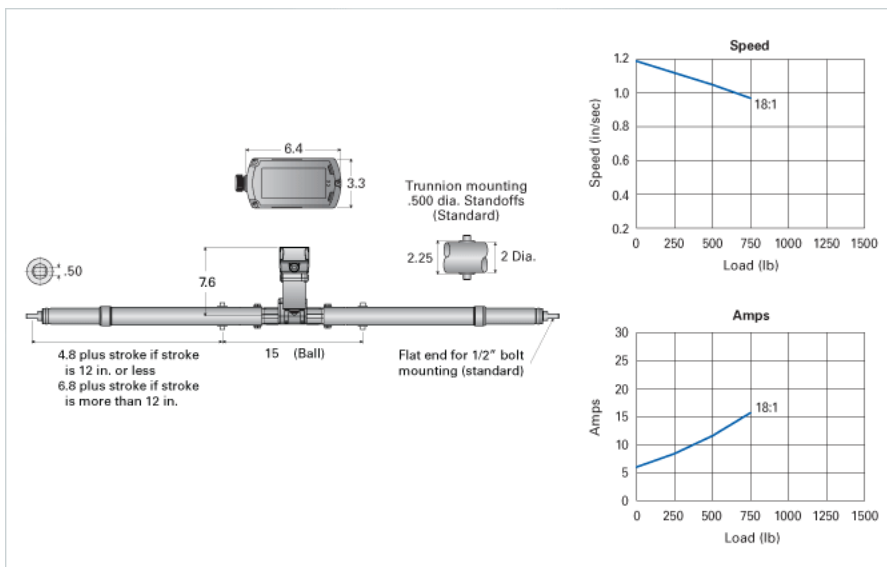 6.4
3.3
Trunnion mounting
.500 dia. Standoffs
(Standard)
2.25
2 Dia.
.50
7.6
15 (Ball)
4.8 plus stroke if stroke
is 12 in. or less
6.8 plus stroke if stroke
is more than 12 in.
Flat end for 1/2" bolt
mounting (standard)
Speed
Speed (in/sec)
1.2
1.0
0.8
0.6
0.4
0.2
18:1
0 250 500 750 1000 1250 1500
Load (lb)
Amps
Amps
30
25
20
15
10
5
0
18:1
0 250 500 750 1000 1250 1500
Load (lb)